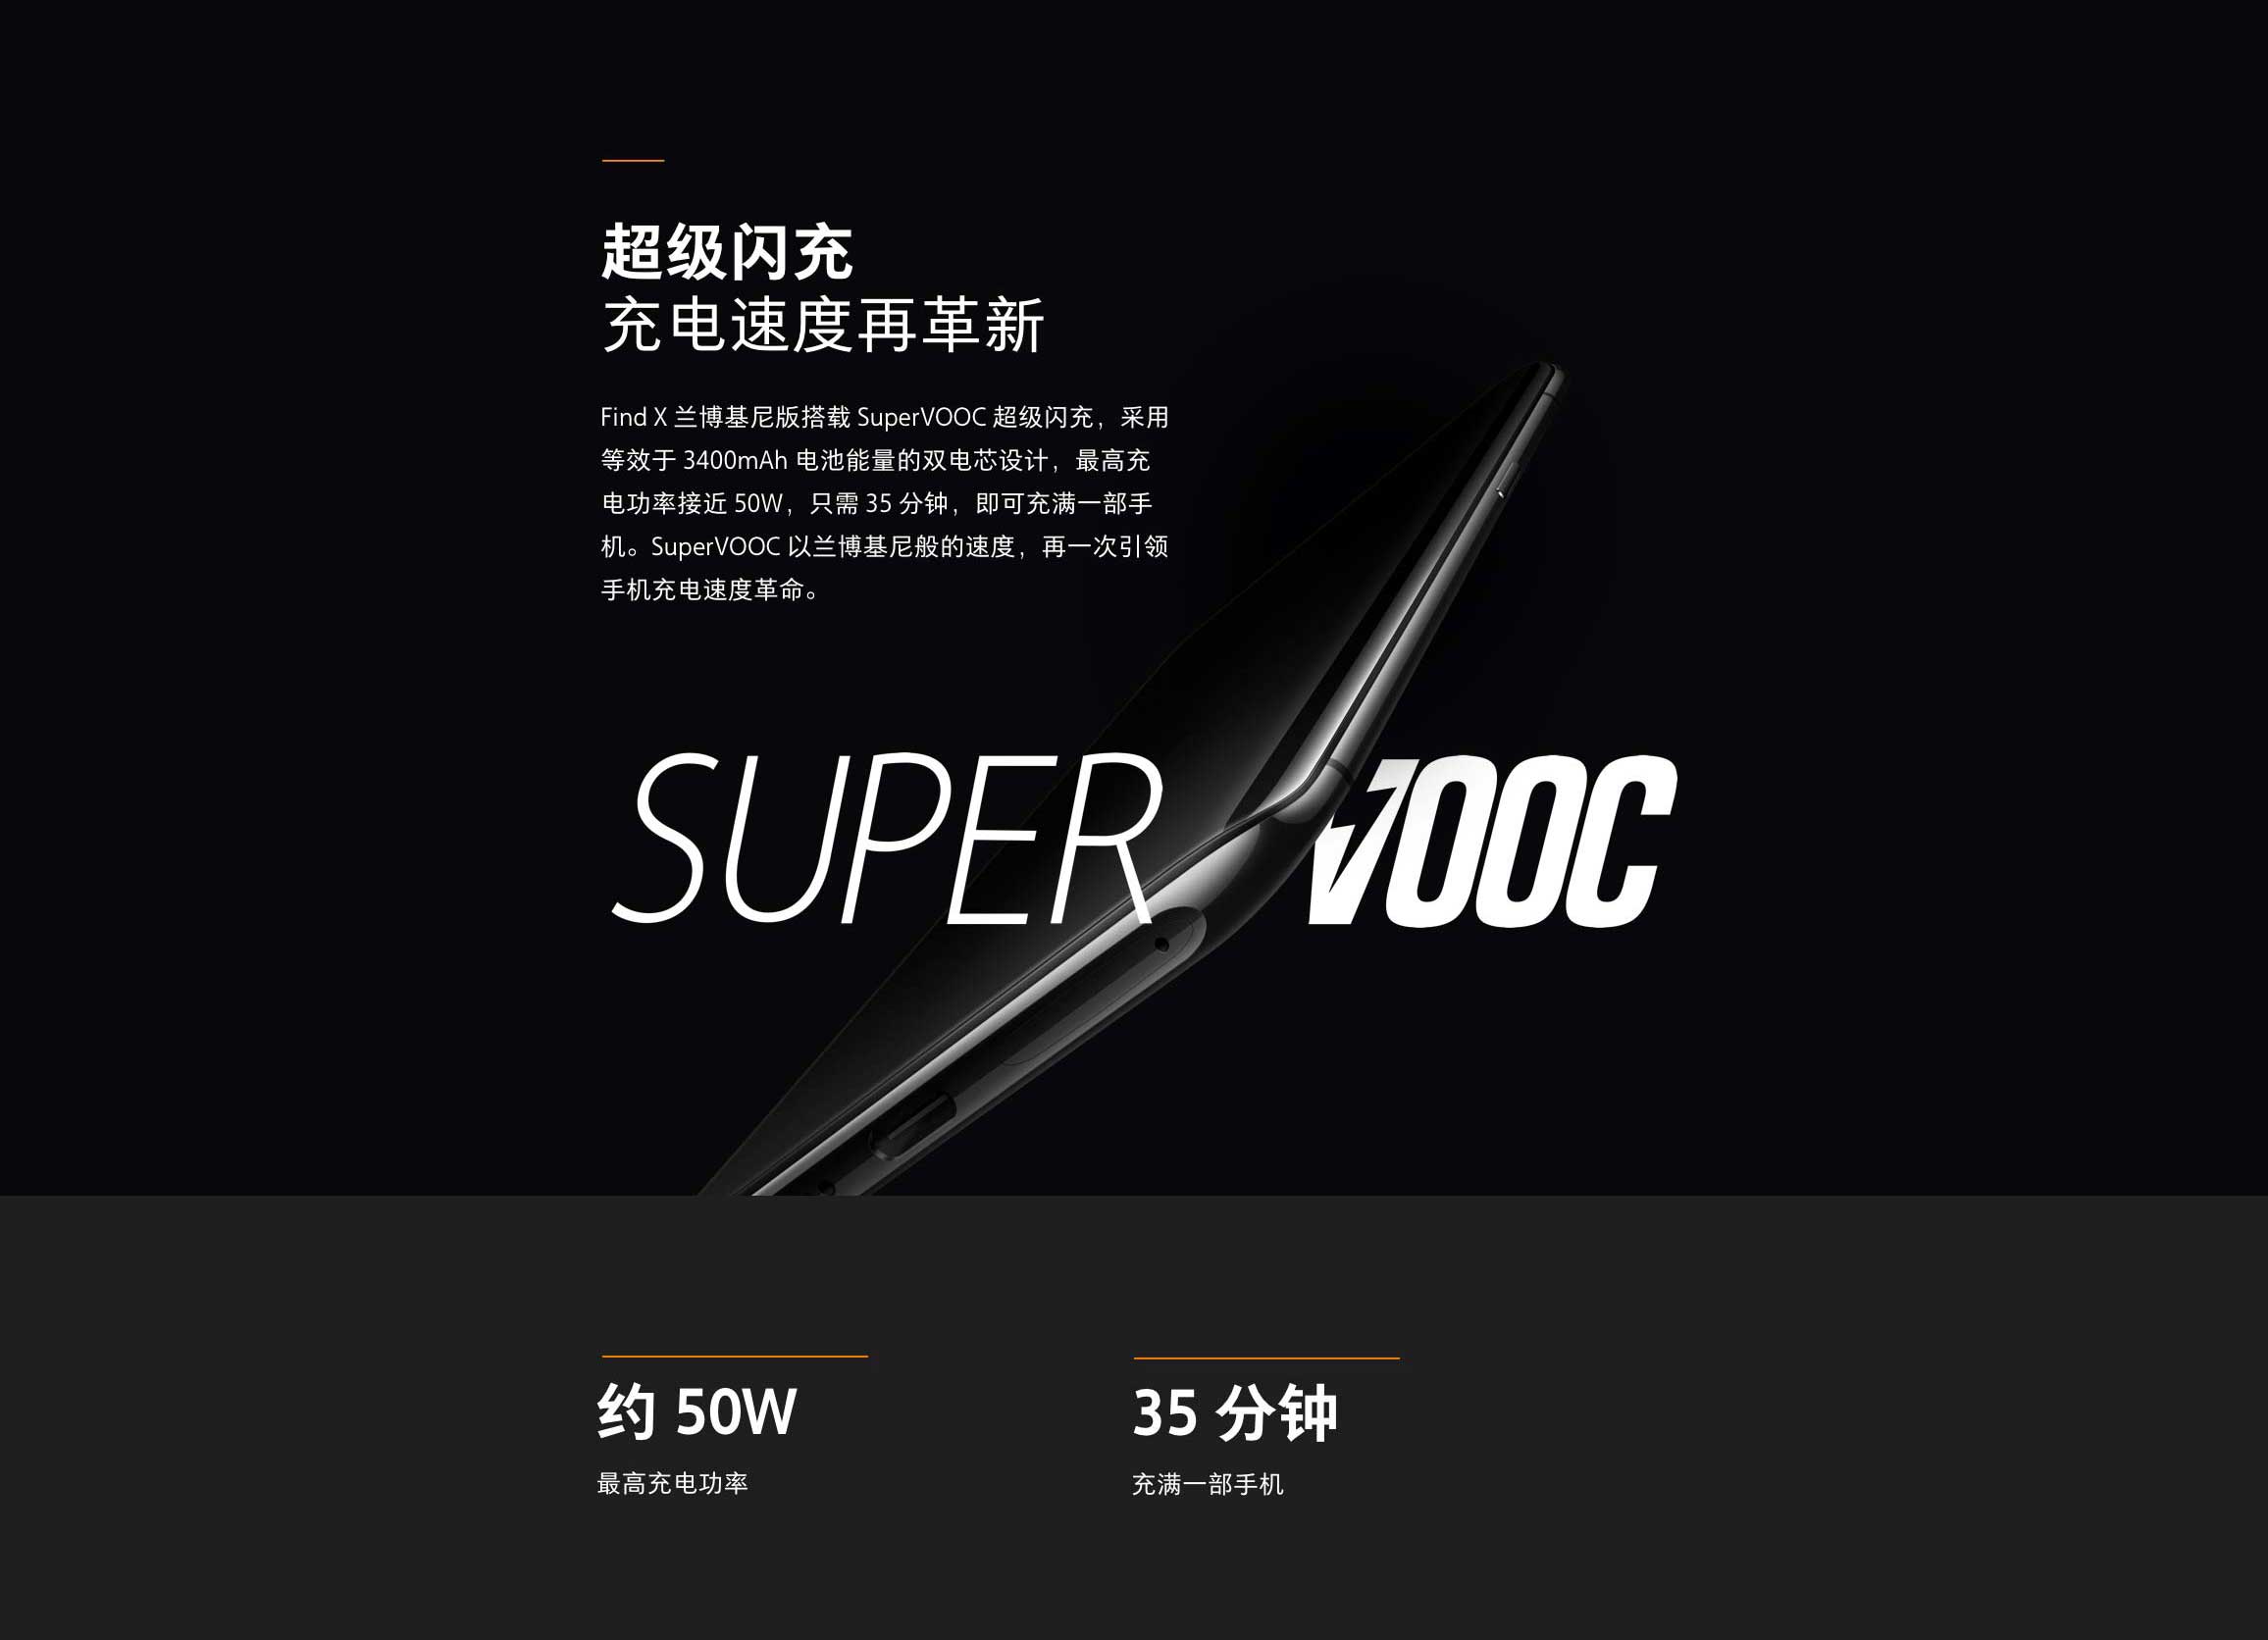 超级闪充
充电速度再革新
Find X 兰博基尼版搭载 SuperVOOC 超级闪充，采用
等效于 3400mAh 电池能量的双电芯设计，最高充
电功率接近 50W，只需 35 分钟，即可充满一部手
机。SuperVOOC 以兰博基尼般的速度，再一次引领
手机充电速度革命。
SUPER VOOC
约 50W
最高充电功率
35 分钟
充满一部手机